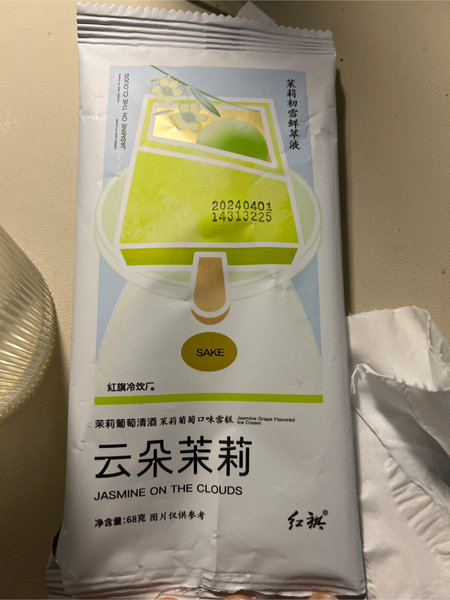 JASMINE ON THE CLOUDS
茉莉初雪鲜萃液
20240401
14313225
SAKE
红旗冷饮厂。
茉莉葡萄清酒 茉莉葡萄口味雪糕 Jasmine Grape Flavored
Ice Cream
云朵茉莉
JASMINE ON THE CLOUDS
净含量:68克 图片仅供参考
红旗®